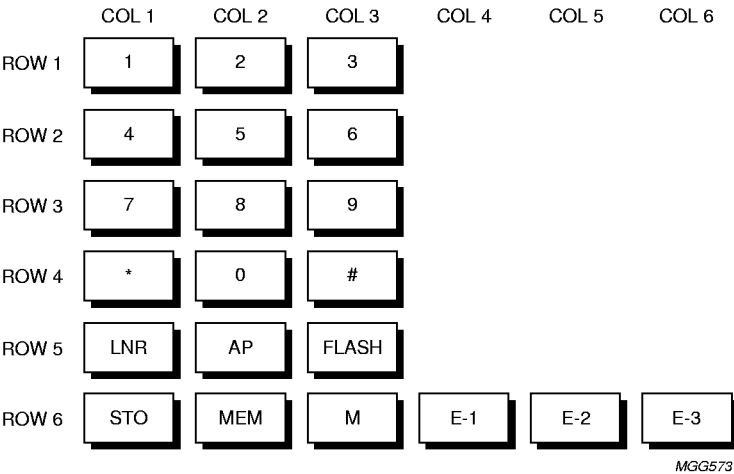 COL 1 COL 2 COL 3 COL 4 COL 5 COL 6
ROW 1 1 2 3
ROW 2 4 5 6
ROW 3 7 8 9
ROW 4 * 0 #
ROW 5 LNR AP FLASH
ROW 6 STO MEM M E-1 E-2 E-3
MGG573